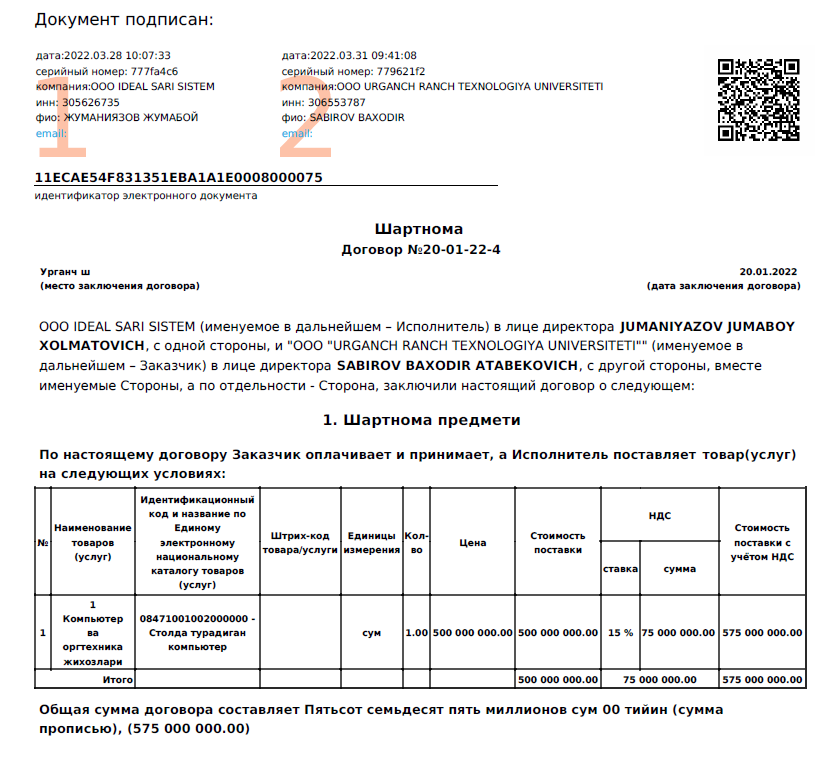 Документ подписан:
1
дата:2022.03.28 10:07:33
серийный номер: 777fa4c6
компания:ООО IDEAL SARI SISTEM
инн: 305626735
фио: ЖУМАНИЯЗОВ ЖУМАБОЙ
email:
2
дата:2022.03.31 09:41:08
серийный номер: 779621f2
компания:ООО URGANCH RANCH TEXNOLOGIYA UNIVERSITETI
инн: 306553787
фио: SABIROV BAXODIR
email:
11ECAE54F831351EBA1A1E0008000075
идентификатор электронного документа
Шартнома
Договор №20-01-22-4
Урганч ш
(место заключения договора)
20.01.2022
(дата заключения договора)
ООО IDEAL SARI SISTEM (именуемое в дальнейшем – Исполнитель) в лице директора JUMANIYAZOV JUMABOY
XOLMATOVICH, с одной стороны, и "ООО "URGANCH RANCH TEXNOLOGIYA UNIVERSITETI"" (именуемое в
дальнейшем – Заказчик) в лице директора SABIROV BAXODIR ATABEKOVICH, с другой стороны, вместе
именуемые Стороны, а по отдельности - Сторона, заключили настоящий договор о следующем:
1. Шартнома предмети
По настоящему договору Заказчик оплачивает и принимает, а Исполнитель поставляет товар(услуг)
на следующих условиях:
№
Наименование
товаров
(услуг)
Идентификационный
код и название по
Единому
электронному
национальному
каталогу товаров
(услуг)
Штрих-код
товара/услуги
Единицы
измерения
Кол-
во
Цена
Стоимость
поставки
НДС
ставка
сумма
Стоимость
поставки с
учётом НДС
1
1
Компьютер
ва
оргтехника
жихозлари
08471001002000000 -
Столда турадиган
компьютер
сум
1.00
500 000 000.00
500 000 000.00
15 %
75 000 000.00
575 000 000.00
Итого
500 000 000.00
75 000 000.00
575 000 000.00
Общая сумма договора составляет Пятьсот семьдесят пять миллионов сум 00 тийин (сумма
прописью), (575 000 000.00)